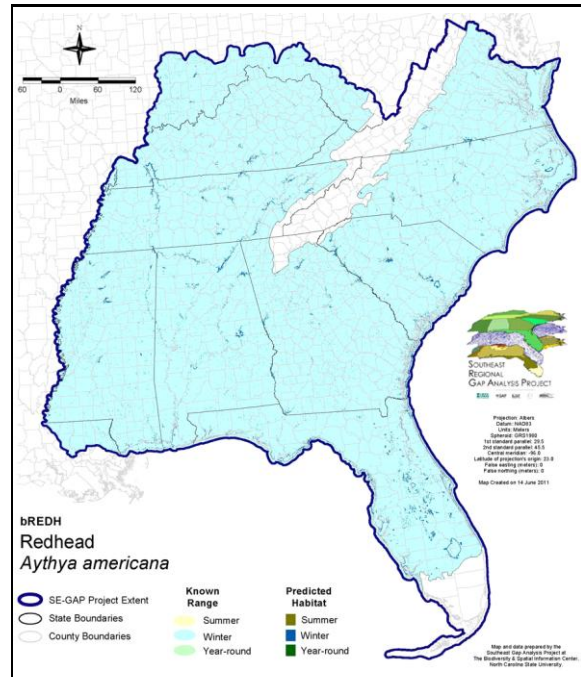 N
60 0 60 120
Miles
SOUTHEAST
REGIONAL
GAP ANALYSIS PROJECT
Projection: Albers
Datum: NAD83
Units: Meters
Spheroid: GRS1980
1st standard parallel: 29.5
2nd standard parallel: 45.5
Central meridian: -96.0
Latitude of projection's origin: 23.0
False easting (meters): 0
False northing (meters): 0
Map Created on 14 June 2011
bREDH
Redhead
Aythya americana
SE-GAP Project Extent
State Boundaries
County Boundaries
Known
Range
Summer
Winter
Year-round
Predicted
Habitat
Summer
Winter
Year-round
Map and data prepared by the
Southeast Gap Analysis Project at
The Biodiversity & Spatial Information Center,
North Carolina State University.